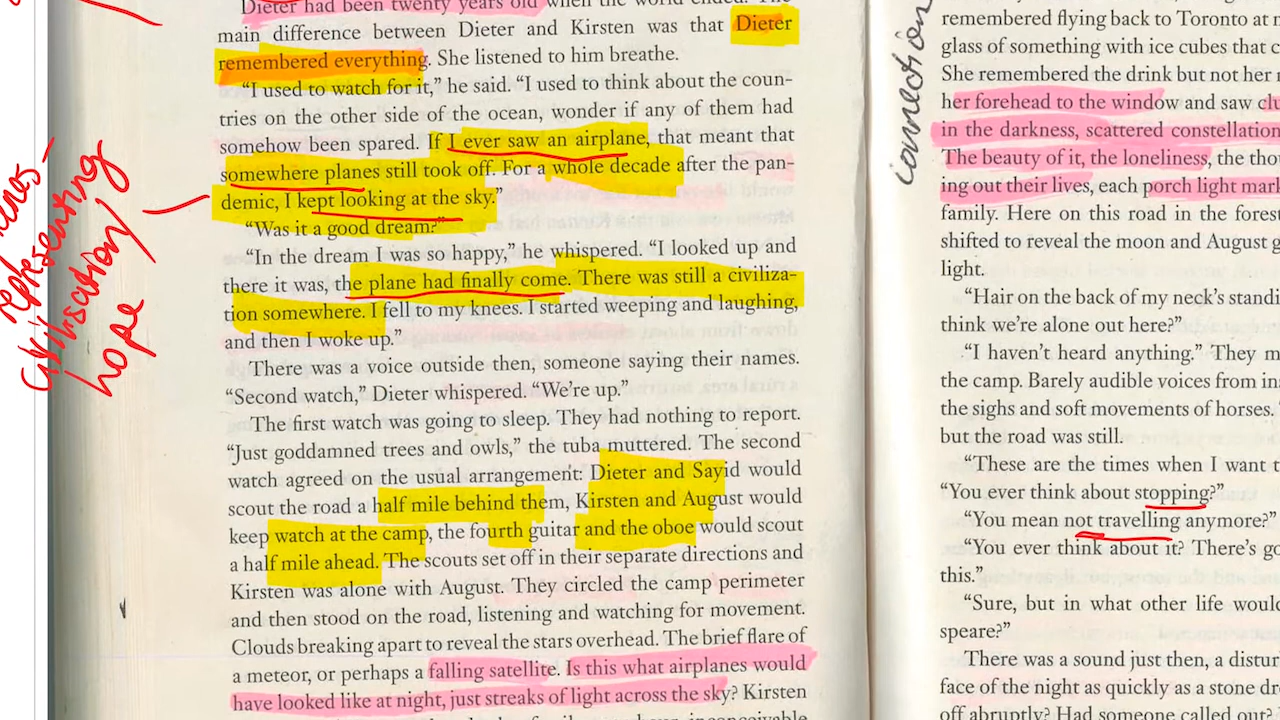 Dieter had been twenty years old when the world ended. The
main difference between Dieter and Kirsten was that Dieter
remembered everything. She listened to him breathe.
“I used to watch for it,” he said. “I used to think about the coun-
tries on the other side of the ocean, wonder if any of them had
somehow been spared. If I ever saw an airplane, that meant that
somewhere planes still took off. For a whole decade after the pan-
demic, I kept looking at the sky.”
“Was it a good dream?”
“In the dream I was so happy,” he whispered. “I looked up and
there it was, the plane had finally come. There was still a civiliza-
tion somewhere. I fell to my knees. I started weeping and laughing,
and then I woke up.”
There was a voice outside then, someone saying their names.
“Second watch,” Dieter whispered. “We’re up.”
The first watch was going to sleep. They had nothing to report.
“Just goddamned trees and owls,” the tuba muttered. The second
watch agreed on the usual arrangement: Dieter and Sayid would
scout the road a half mile behind them, Kirsten and August would
keep watch at the camp, the fourth guitar and the oboe would scout
a half mile ahead. The scouts set off in their separate directions and
Kirsten was alone with August. They circled the camp perimeter
and then stood on the road, listening and watching for movement.
Clouds breaking apart to reveal the stars overhead. The brief flare of
a meteor, or perhaps a falling satellite. Is this what airplanes would
have looked like at night, just streaks of light across the sky? Kirsten
representing
civilisation/
hope
connection
remembered flying back to Toronto at
glass of something with ice cubes that
She remembered the drink but not her
her forehead to the window and saw
in the darkness, scattered constellation
The beauty of it, the loneliness, the
ing out their lives, each porch light
family. Here on this road in the
shifted to reveal the moon and August
light.
“Hair on the back of my neck’s
think we’re alone out here?”
“I haven’t heard anything.” They
the camp. Barely audible voices from
the sighs and soft movements of horses.
but the road was still.
“These are the times when I want
“You ever think about stopping?”
“You mean not travelling anymore?”
“You ever think about it? There’s
this.”
“Sure, but in what other life
speare?”
There was a sound just then, a
face of the night as quickly as a stone
off abruptly? Had someone called out?